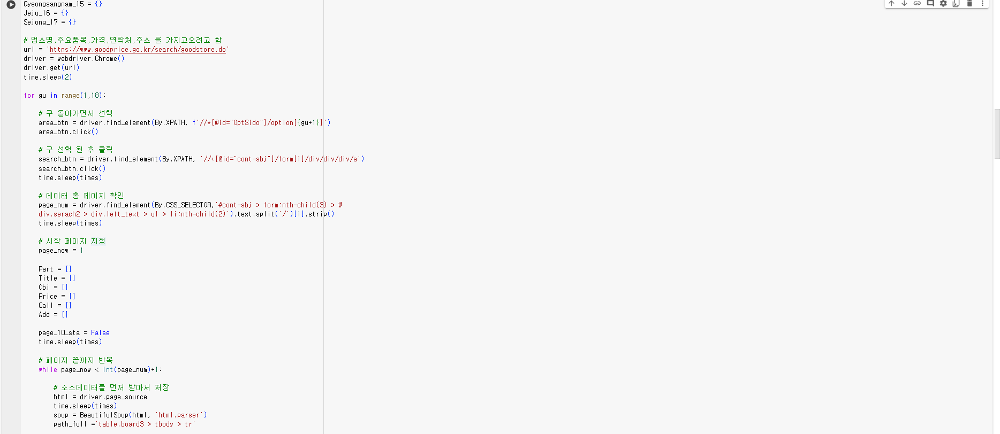 Gyeongsangnam_15 = {}
Jeju_16 = {}
Sejong_17 = {}
# 업소명,주요품목,가격,연락처,주소 를 가지고오려고 함
url = 'https://www.goodprice.go.kr/search/goodstore.do'
driver = webdriver.Chrome()
driver.get(url)
time.sleep(2)
for gu in range(1,18):
# 구 돌아가면서 선택
area_btn = driver.find_element(By.XPATH, f'//*[@id="OptSido"]/option[{gu+1}]')
area_btn.click()
# 구 선택 된 후 클릭
search_btn = driver.find_element(By.XPATH, '//*[@id="cont-sbj"]/form[1]/div/div/div/a')
search_btn.click()
time.sleep(times)
# 데이터 총 페이지 확인
page_num = driver.find_element(By.CSS_SELECTOR,'#cont-sbj > form:nth-child(3) > ₩
div.serach2 > div.left_text > ul > li:nth-child(2)').text.split('/')[1].strip()
time.sleep(times)
# 시작 페이지 지정
page_now = 1
Part = []
Title = []
Obj = []
Price = []
Call = []
Add = []
page_10_sta = False
time.sleep(times)
# 페이지 끝까지 반복
while page_now < int(page_num)+1:
# 소스데이터를 먼저 받아서 저장
html = driver.page_source
time.sleep(times)
soup = BeautifulSoup(html, 'html.parser')
path_full ='table.board3 > tbody > tr'